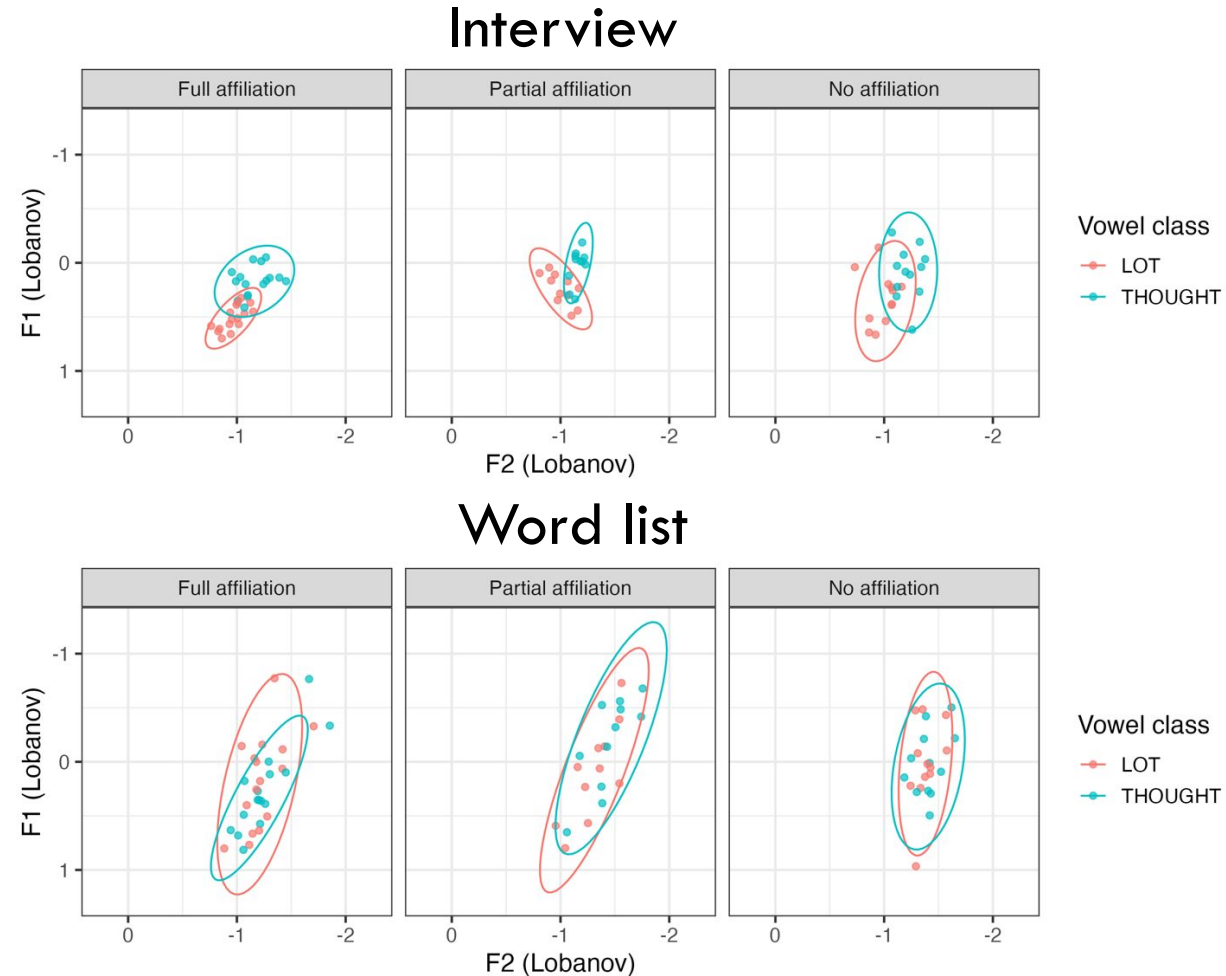 Interview
Full affiliation
Partial affiliation
No affiliation
F1 (Lobanov)
-1
0
1
0 -1 -2
0 -1 -2
0 -1 -2
F2 (Lobanov)
Vowel class
LOT
THOUGHT
Word list
Full affiliation
Partial affiliation
No affiliation
F1 (Lobanov)
-1
0
1
0 -1 -2
0 -1 -2
0 -1 -2
F2 (Lobanov)
Vowel class
LOT
THOUGHT